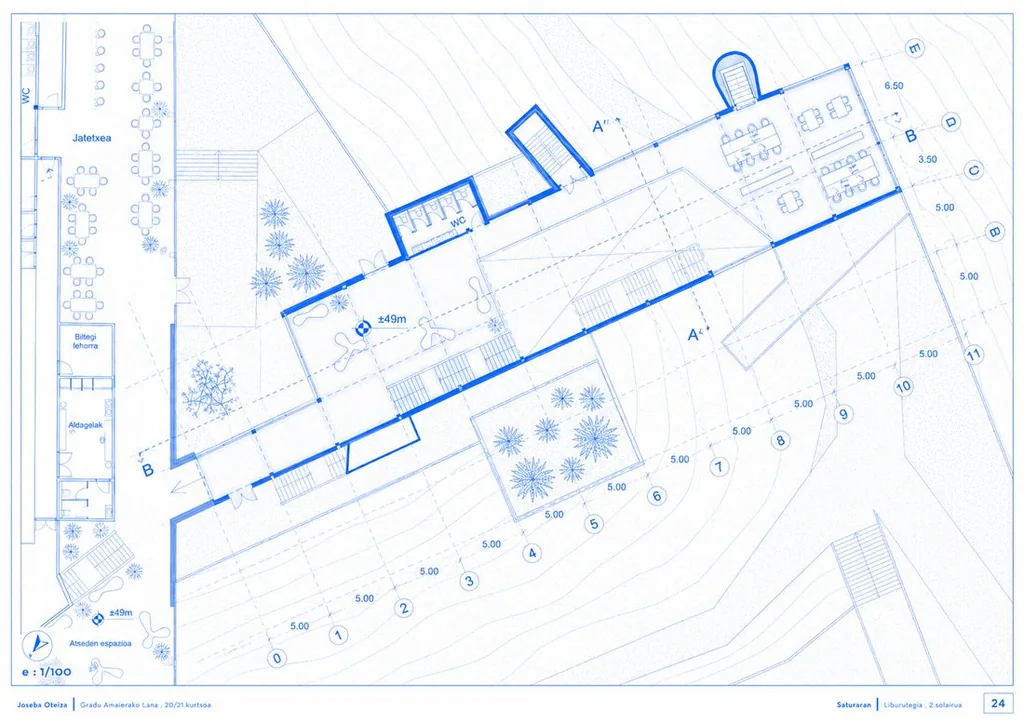 WC
Jatetxea
Biltegi
lehorra
Aldagelak
±49m
Atseden espazioa
e : 1/100
WC
±49m
A''
A'
B
B
E
D
C
B
6.50
3.50
5.00
5.00
5.00
5.00
5.00
5.00
5.00
5.00
5.00
5.00
5.00
5.00
5.00
0
1
2
3
4
5
6
7
8
9
10
11
Joseba Oteiza | Gradu Amaierako Lana , 20/21.kurtsoa
Saturaran | Liburutegia , 2.solairua
24